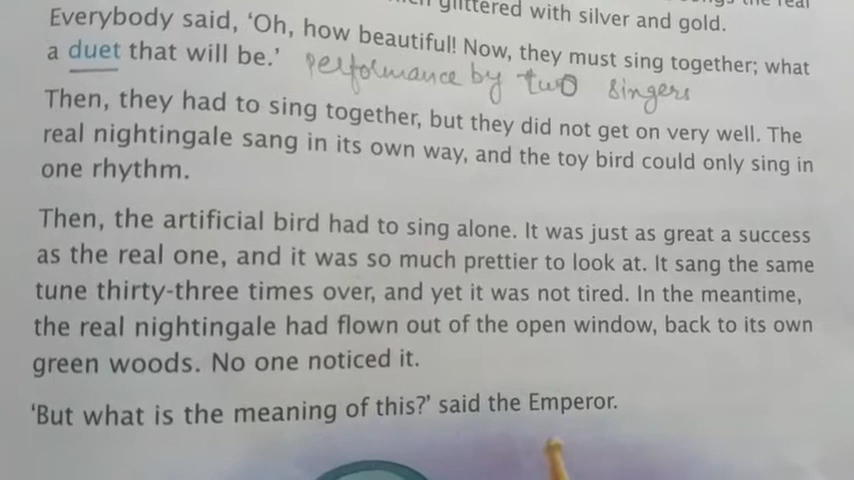 glittered with silver and gold.
Everybody said, ‘Oh, how beautiful! Now, they must sing together; what
a duet that will be.’ performance by two singers
Then, they had to sing together, but they did not get on very well. The
real nightingale sang in its own way, and the toy bird could only sing in
one rhythm.
Then, the artificial bird had to sing alone. It was just as great a success
as the real one, and it was so much prettier to look at. It sang the same
tune thirty-three times over, and yet it was not tired. In the meantime,
the real nightingale had flown out of the open window, back to its own
green woods. No one noticed it.
‘But what is the meaning of this?’ said the Emperor.